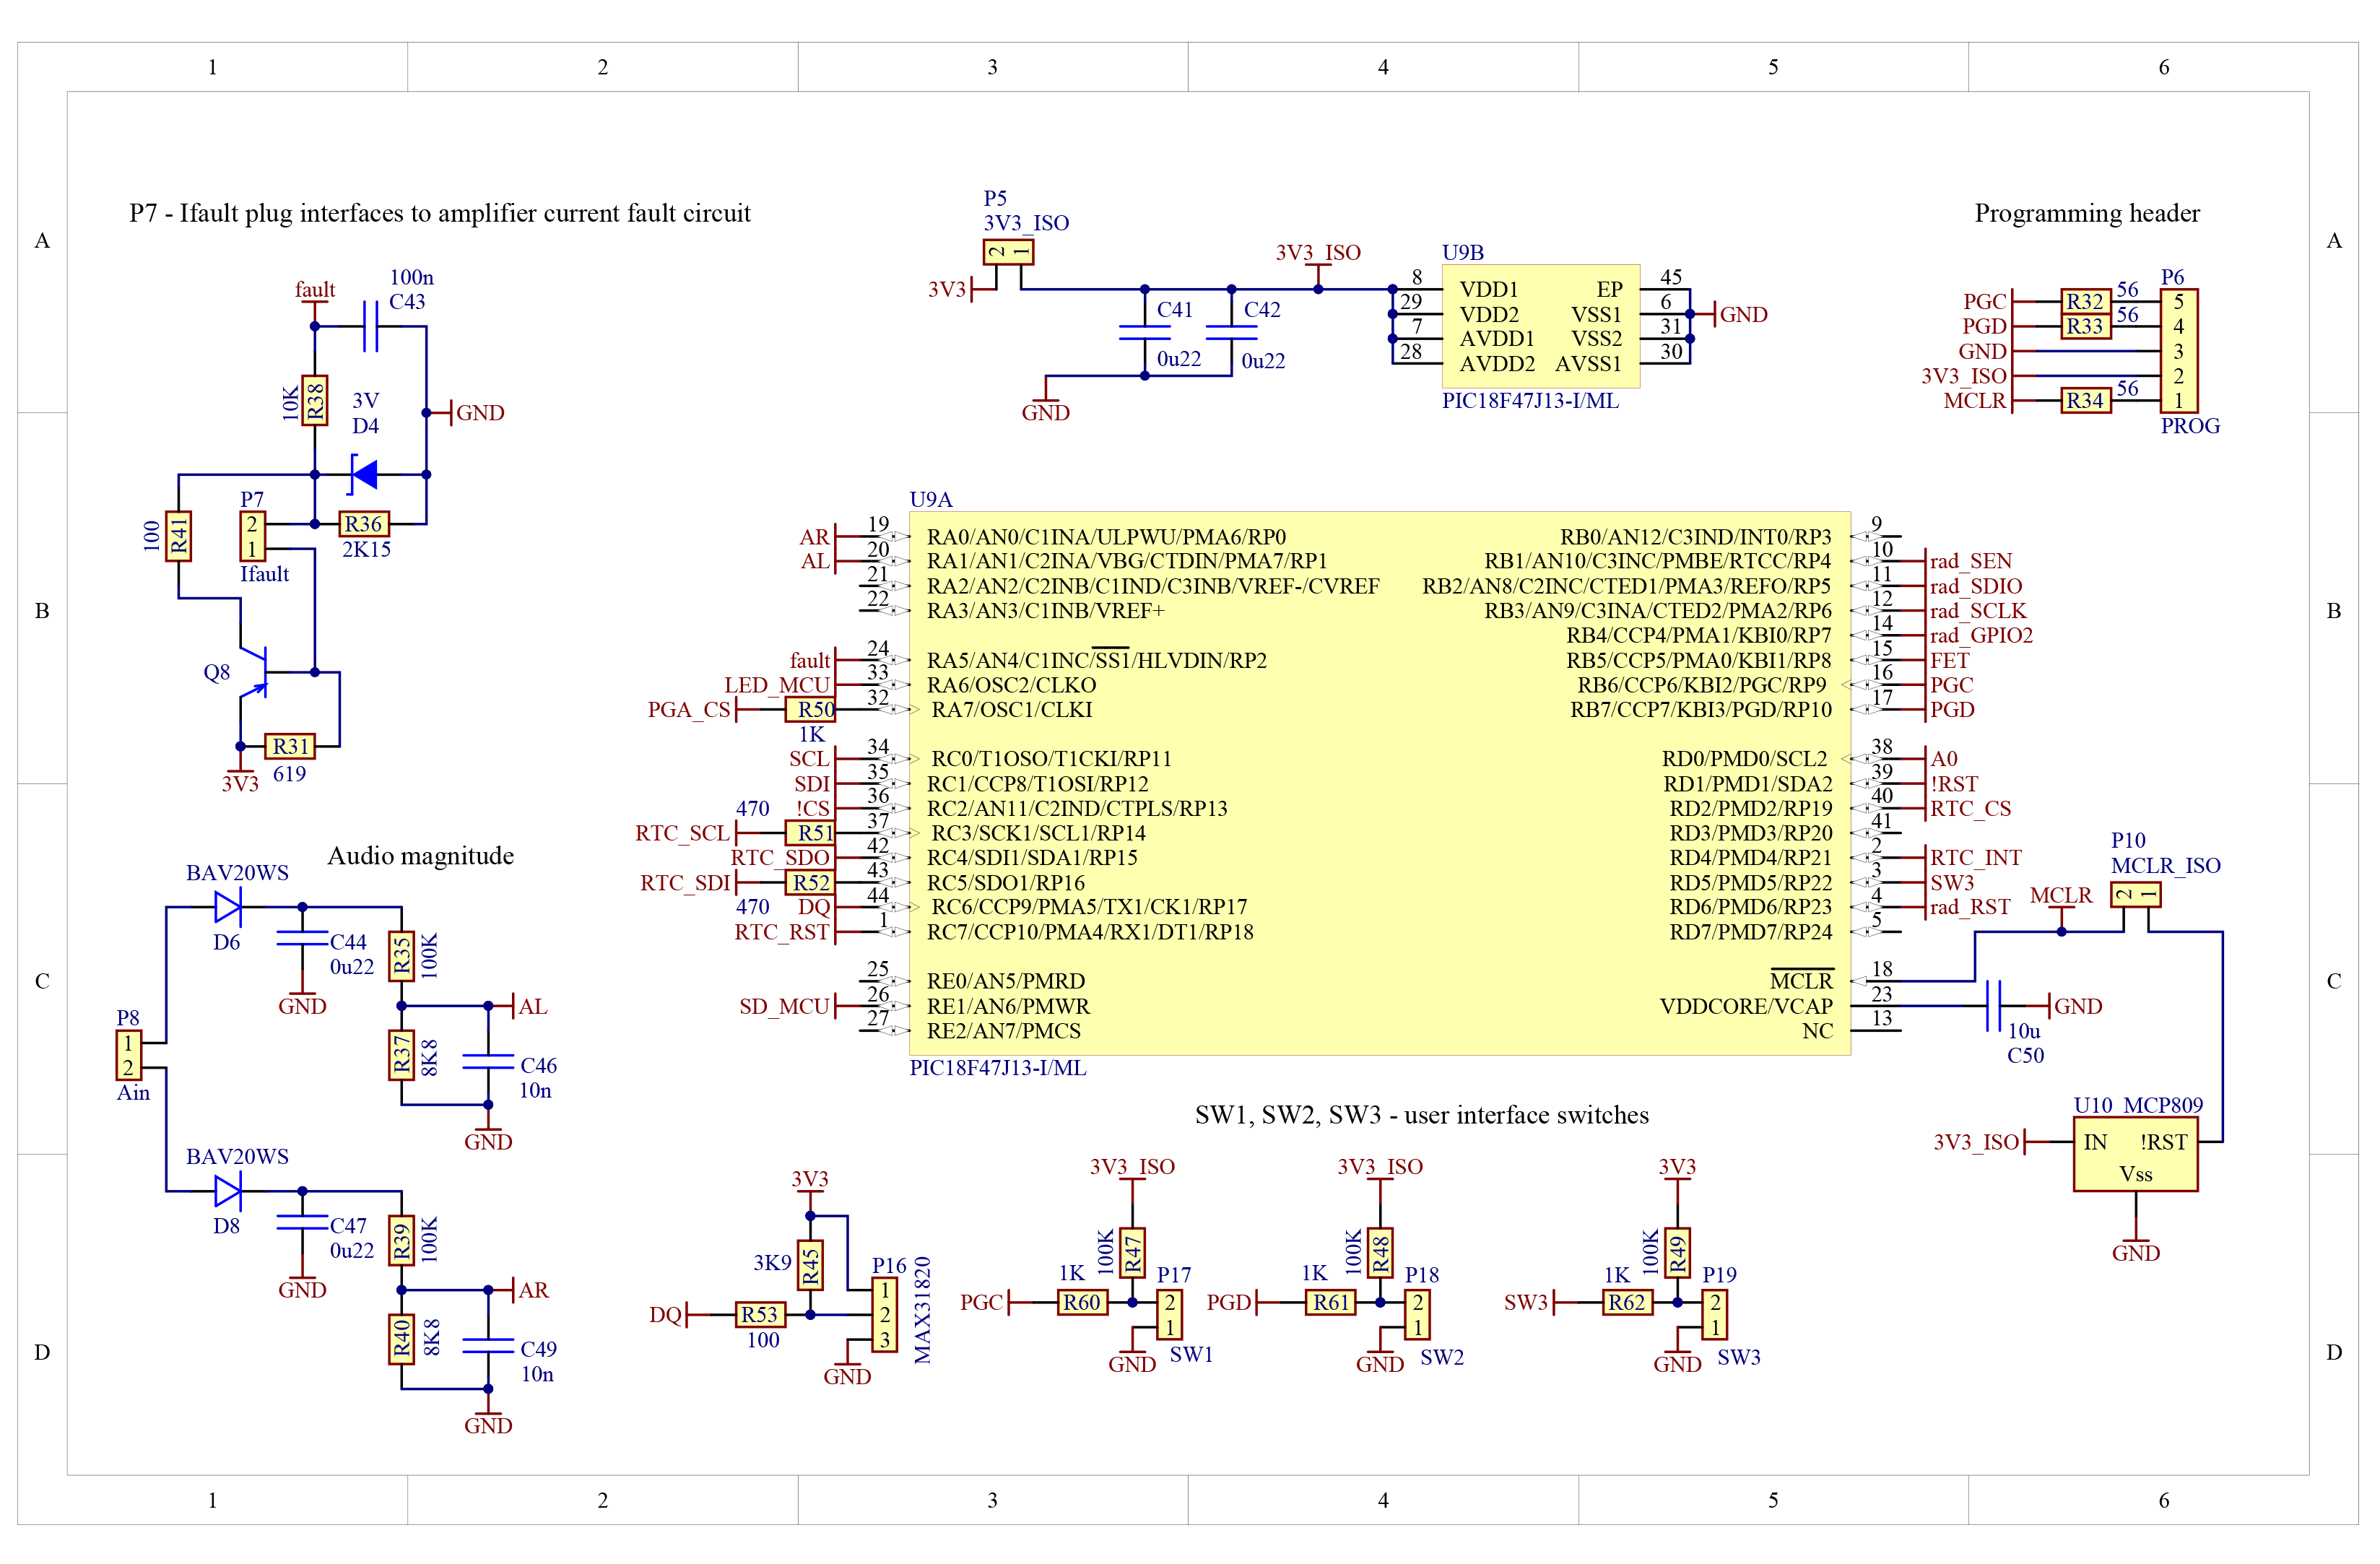 1 2 3 4 5 6
A A
P7 - Ifault plug interfaces to amplifier current fault circuit
fault
100n
C43
10K
R38
3V
D4
GND
100
R41
P7
2
1
Ifault
R36
2K15
Q8
R31
619
3V3
P5
3V3_ISO
2 1
3V3
3V3_ISO
C41
0u22
C42
0u22
GND
U9B
8 VDD1 EP 45
29 VDD2 VSS1 6
7 AVDD1 VSS2 31
28 AVDD2 AVSS1 30
GND
PIC18F47J13-I/ML
Programming header
P6
PGC R32 56 5
PGD R33 56 4
GND 3
3V3_ISO 2
MCLR R34 56 1
PROG
B B
U9A
AR 19 RA0/AN0/C1INA/ULPWU/PMA6/RP0
AL 20 RA1/AN1/C2INA/VBG/CTDIN/PMA7/RP1
21 RA2/AN2/C2INB/C1IND/C3INB/VREF-/CVREF
22 RA3/AN3/C1INB/VREF+
fault 24 RA5/AN4/C1INC/SS1/HLVDIN/RP2
LED_MCU 33 RA6/OSC2/CLKO
PGA_CS R50 32 RA7/OSC1/CLKI
1K
SCL 34 RC0/T1OSO/T1CKI/RP11
SDI 35 RC1/CCP8/T1OSI/RP12
470 !CS 36 RC2/AN11/C2IND/CTPLS/RP13
RTC_SCL R51 37 RC3/SCK1/SCL1/RP14
RTC_SDO 42 RC4/SDI1/SDA1/RP15
RTC_SDI R52 43 RC5/SDO1/RP16
470 DQ 44 RC6/CCP9/PMA5/TX1/CK1/RP17
RTC_RST 1 RC7/CCP10/PMA4/RX1/DT1/RP18
25 RE0/AN5/PMRD
SD_MCU 26 RE1/AN6/PMWR
27 RE2/AN7/PMCS
RB0/AN12/C3IND/INT0/RP3 9
RB1/AN10/C3INC/PMBE/RTCC/RP4 10 rad_SEN
RB2/AN8/C2INC/CTED1/PMA3/REFO/RP5 11 rad_SDIO
RB3/AN9/C3INA/CTED2/PMA2/RP6 12 rad_SCLK
RB4/CCP4/PMA1/KBI0/RP7 14 rad_GPIO2
RB5/CCP5/PMA0/KBI1/RP8 15 FET
RB6/CCP6/KBI2/PGC/RP9 16 PGC
RB7/CCP7/KBI3/PGD/RP10 17 PGD
RD0/PMD0/SCL2 38 A0
RD1/PMD1/SDA2 39 !RST
RD2/PMD2/RP19 40 RTC_CS
RD3/PMD3/RP20 41
RD4/PMD4/RP21 2 RTC_INT
RD5/PMD5/RP22 3 SW3
RD6/PMD6/RP23 4 rad_RST
RD7/PMD7/RP24 5
MCLR 18
VDDCORE/VCAP 23
NC 13
PIC18F47J13-I/ML
MCLR
P10
MCLR_ISO
2 1
GND
10u
C50
U10 MCP809
3V3_ISO IN !RST
Vss
GND
C C
Audio magnitude
BAV20WS
D6
C44
0u22
GND
R35
100K
AL
P8
1
2
Ain
R37
8K8
C46
10n
GND
BAV20WS
D8
C47
0u22
GND
R39
100K
AR
R40
8K8
C49
10n
GND
D D
3V3
3K9
R45
P16
DQ R53
100
1
2
3
MAX31820
GND
SW1, SW2, SW3 - user interface switches
3V3_ISO
100K
R47
1K
P17
PGC R60 2
1
GND SW1
3V3_ISO
100K
R48
1K
P18
PGD R61 2
1
GND SW2
3V3
100K
R49
1K
P19
SW3 R62 2
1
GND SW3
1 2 3 4 5 6